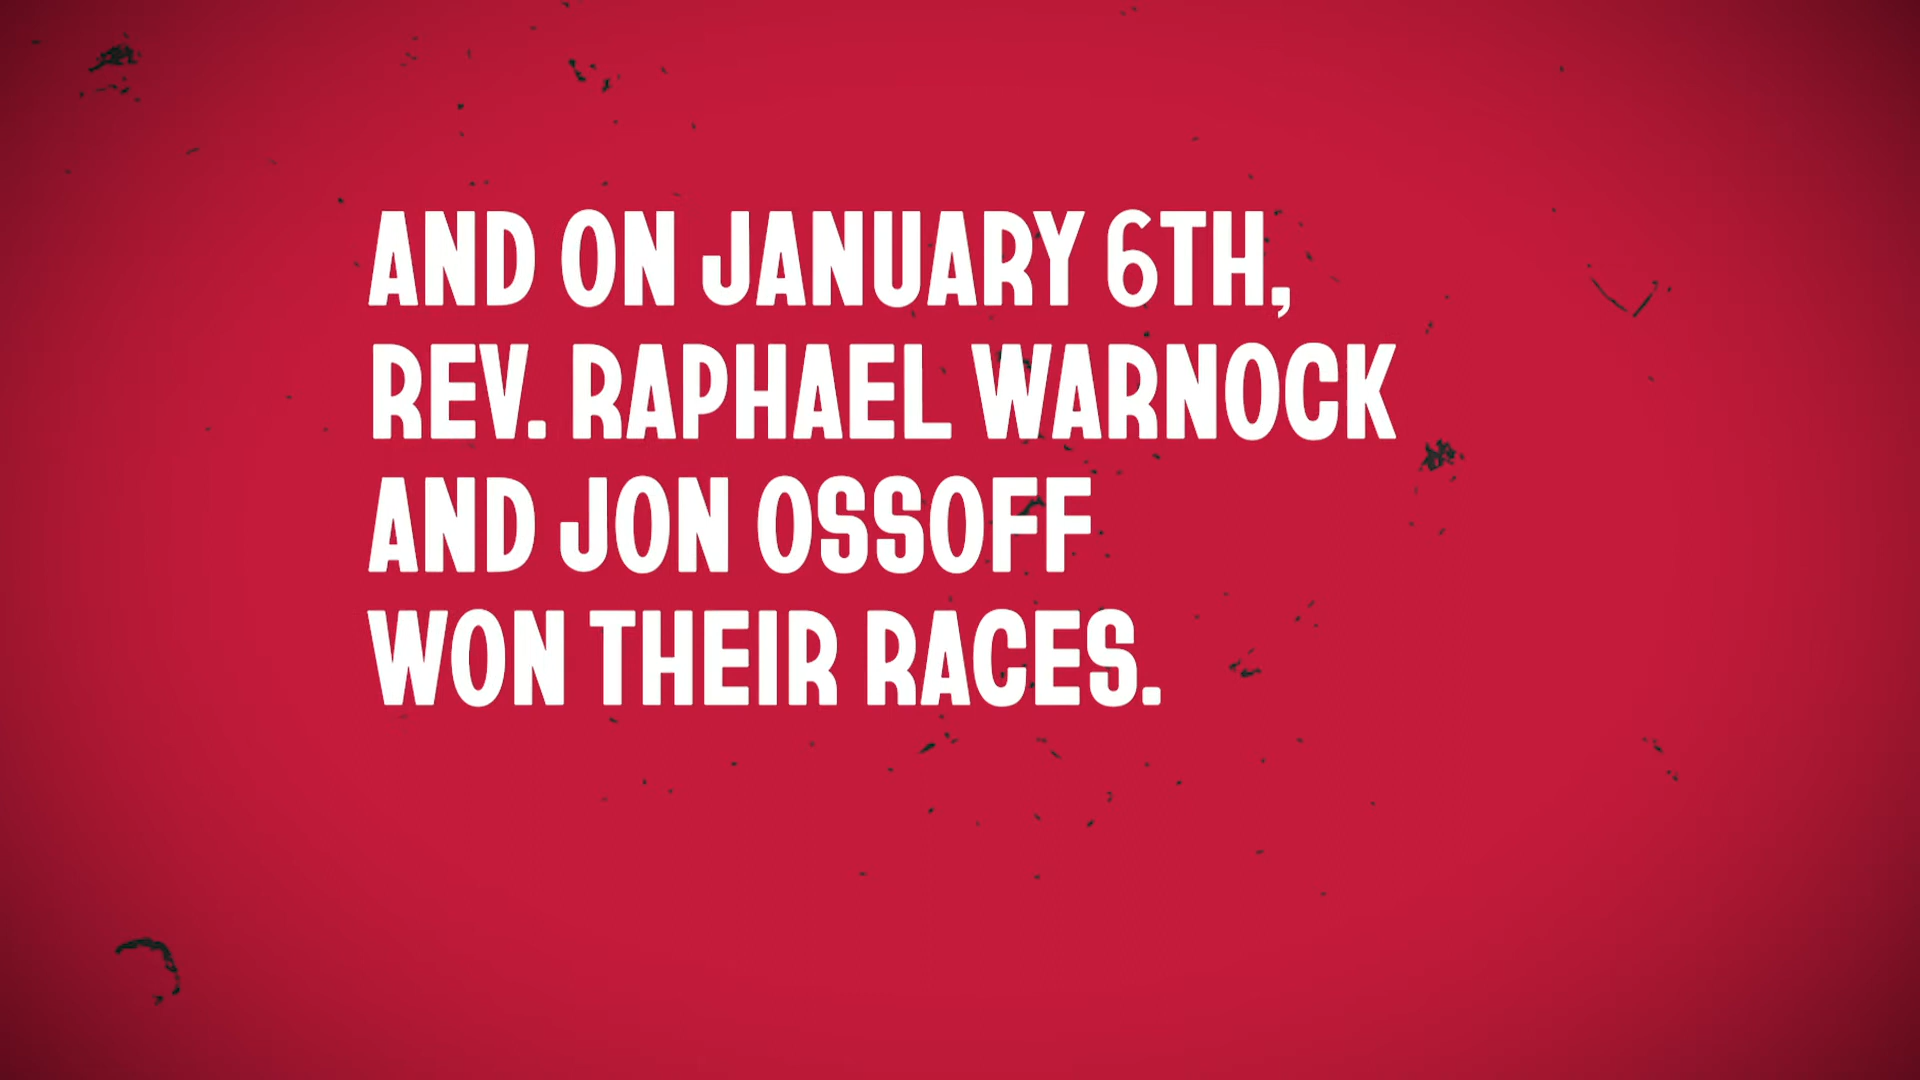 AND ON JANUARY 6TH,
REV. RAPHAEL WARNOCK
AND JON OSSOFF
WON THEIR RACES.